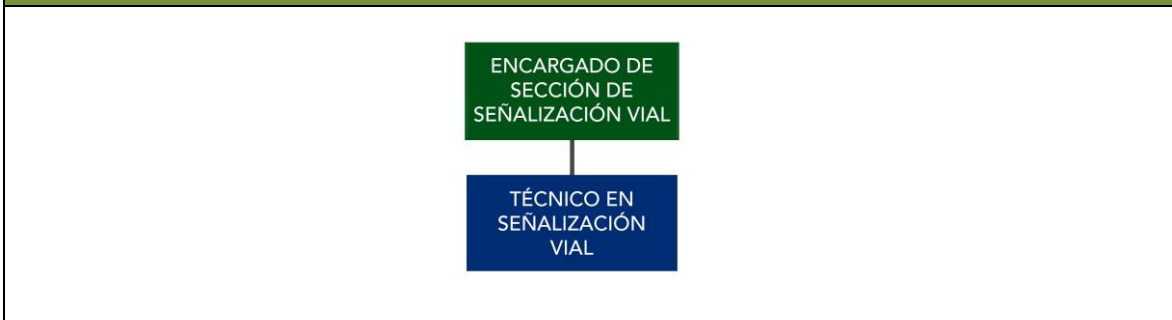 ENCARGADO DE
SECCIÓN DE
SEÑALIZACIÓN VIAL
TÉCNICO EN
SEÑALIZACIÓN
VIAL